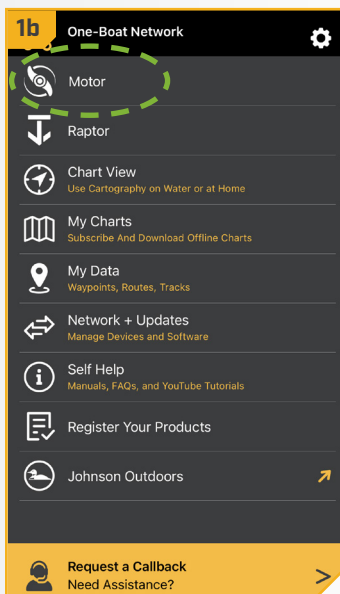 1b
One-Boat Network
Motor
Raptor
Chart View
Use Cartography on Water or at Home
My Charts
Subscribe And Download Offline Charts
My Data
Waypoints, Routes, Tracks
Network + Updates
Manage Devices and Software
Self Help
Manuals, FAQs, and YouTube Tutorials
Register Your Products
Johnson Outdoors
Request a Callback
Need Assistance?